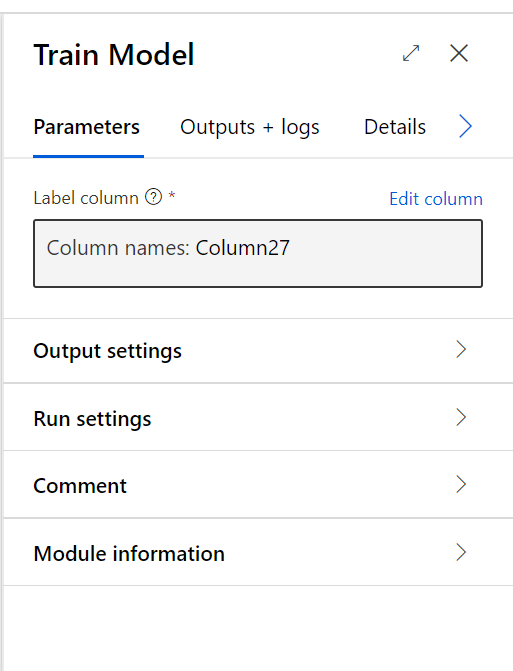 Train Model
Parameters Outputs + logs Details
Label column ? * Edit column
Column names: Column27
Output settings
Run settings
Comment
Module information